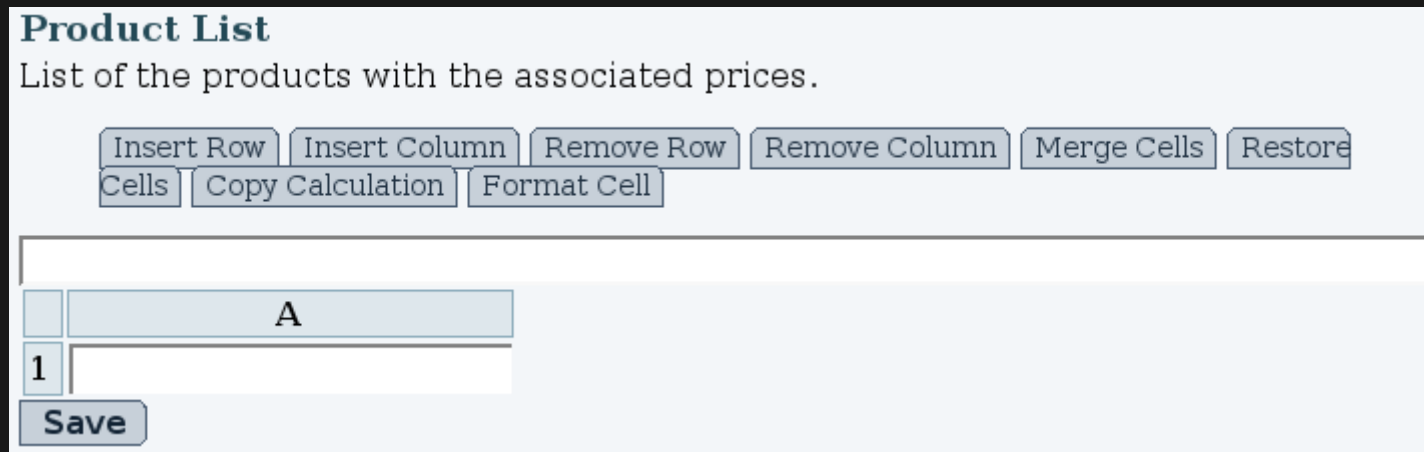 Product List
List of the products with the associated prices.
Insert Row Insert Column Remove Row Remove Column Merge Cells Restore
Cells Copy Calculation Format Cell
A
1
Save